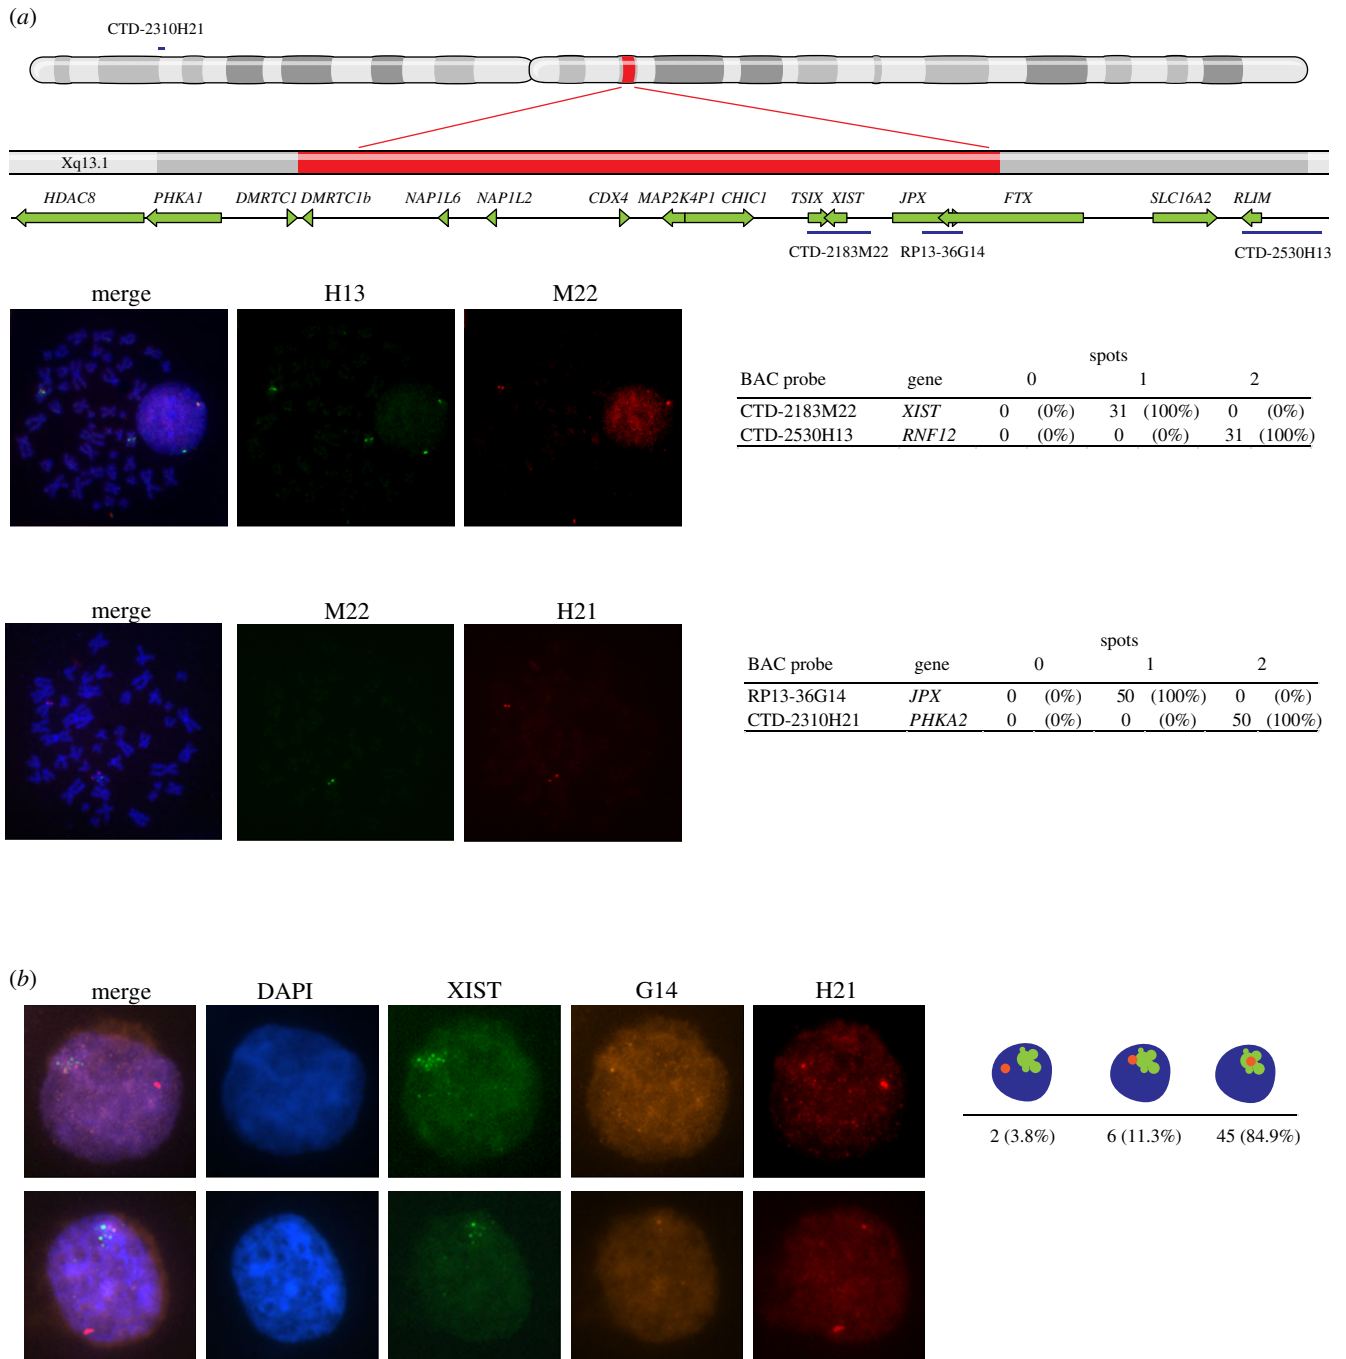 (a)
CTD-2310H21
Xq13.1
HDAC8 PHKA1 DMRTC1 DMRTC1b NAP1L6 NAP1L2 CDX4 MAP2K4P1 CHIC1 TSIX XIST JPX FTX SLC16A2 RLIM
CTD-2183M22 RP13-36G14 CTD-2530H13
merge H13 M22
spots
BAC probe gene 0 1 2
CTD-2183M22 XIST 0 (0%) 31 (100%) 0 (0%)
CTD-2530H13 RNF12 0 (0%) 0 (0%) 31 (100%)
merge M22 H21
spots
BAC probe gene 0 1 2
RP13-36G14 JPX 0 (0%) 50 (100%) 0 (0%)
CTD-2310H21 PHKA2 0 (0%) 0 (0%) 50 (100%)
(b)
merge DAPI XIST G14 H21
2 (3.8%) 6 (11.3%) 45 (84.9%)